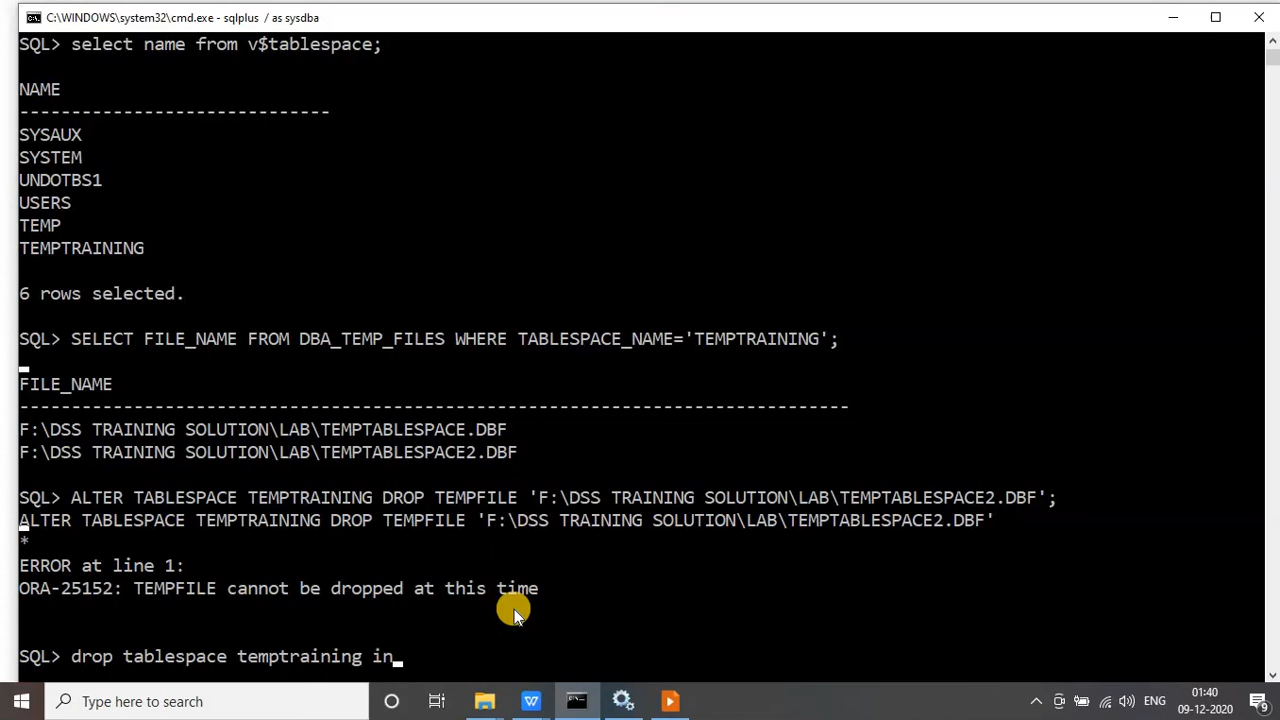 C:\WINDOWS\system32\cmd.exe - sqlplus  / as sysdba
SQL> select name from v$tablespace;
NAME
------------------------------
SYSAUX
SYSTEM
UNDOTBS1
USERS
TEMP
TEMPTRAINING
6 rows selected.
SQL> SELECT FILE_NAME FROM DBA_TEMP_FILES WHERE TABLESPACE_NAME='TEMPTRAINING';
FILE_NAME
--------------------------------------------------------------------------------
F:\DSS TRAINING SOLUTION\LAB\TEMPTABLESPACE.DBF
F:\DSS TRAINING SOLUTION\LAB\TEMPTABLESPACE2.DBF
SQL> ALTER TABLESPACE TEMPTRAINING DROP TEMPFILE 'F:\DSS TRAINING SOLUTION\LAB\TEMPTABLESPACE2.DBF';
ALTER TABLESPACE TEMPTRAINING DROP TEMPFILE 'F:\DSS TRAINING SOLUTION\LAB\TEMPTABLESPACE2.DBF'
*
ERROR at line 1:
ORA-25152: TEMPFILE cannot be dropped at this time
SQL> drop tablespace temptraining in
Type here to search
ENG
01:40
09-12-2020
9